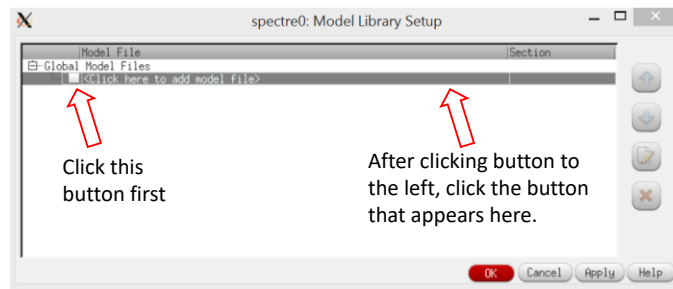 spectre0: Model Library Setup
Model File Section
Global Model Files
<Click here to add model file>
Click this
button first
After clicking button to
the left, click the button
that appears here.
OK Cancel Apply Help